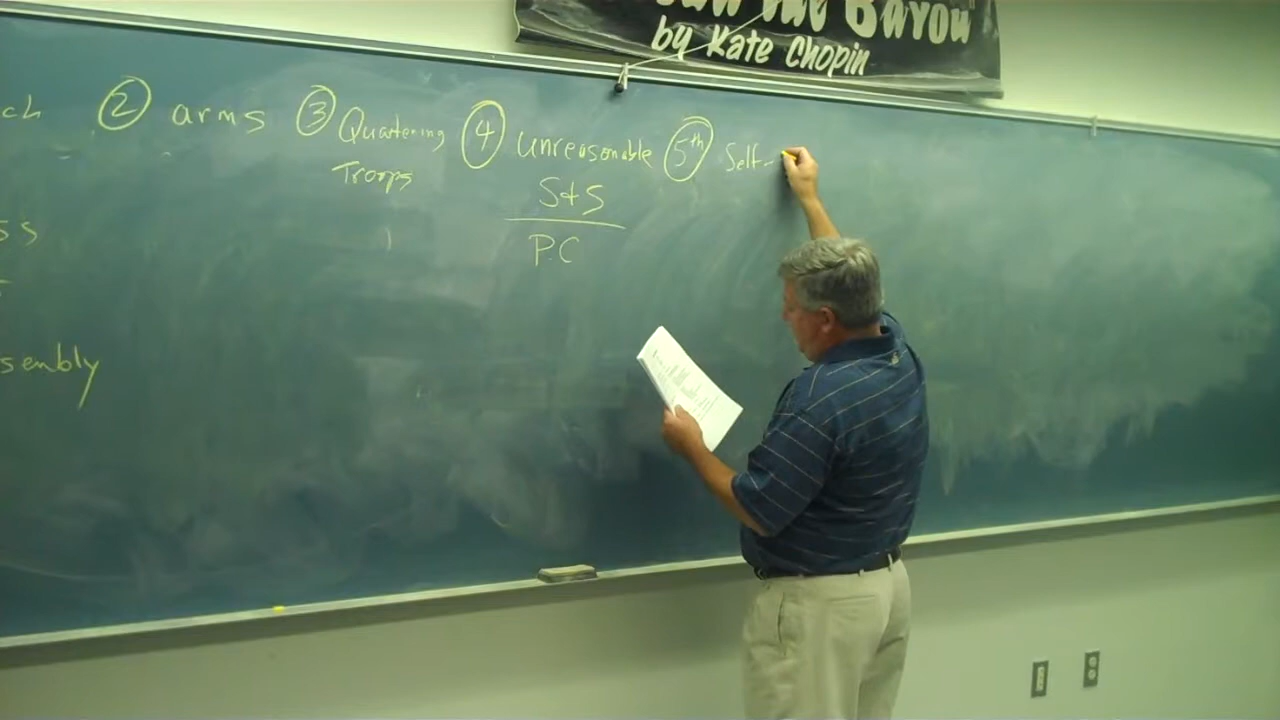 the Bayou
by Kate Chopin
ch
② arms
③ Quartering
Troops
④ Unreasonable
S+S
P.C
5th Self-
ss
sembly